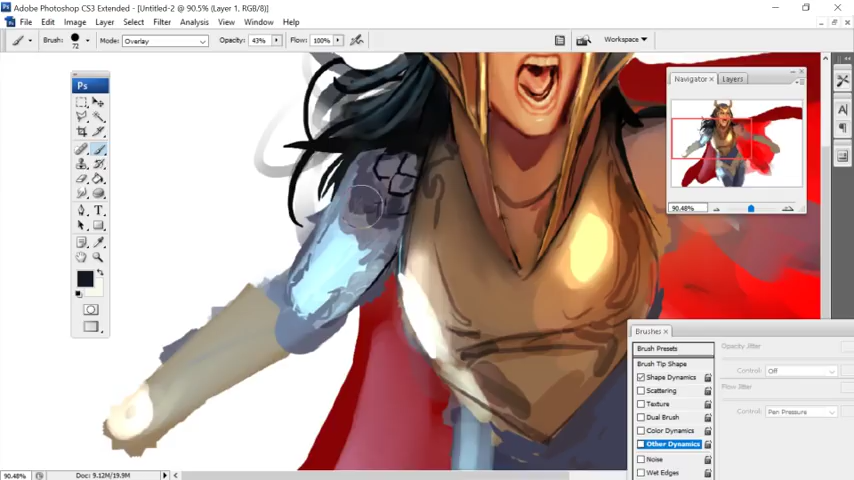 Adobe Photoshop CS3 Extended - [Untitled-2 @ 90.5% (Layer 1, RGB/8)]
File Edit Image Layer Select Filter Analysis View Window Help
Brush: 72 Mode: Overlay Opacity: 43% Flow: 100% Workspace
Ps
Navigator Layers
90.48%
Brushes
Brush Presets
Brush Tip Shape
Shape Dynamics
Scattering
Texture
Dual Brush
Color Dynamics
Other Dynamics
Noise
Wet Edges
Opacity Jitter
Control: Off
Flow Jitter
Control: Pen Pressure
90.48% Doc: 9.12M/19.9M